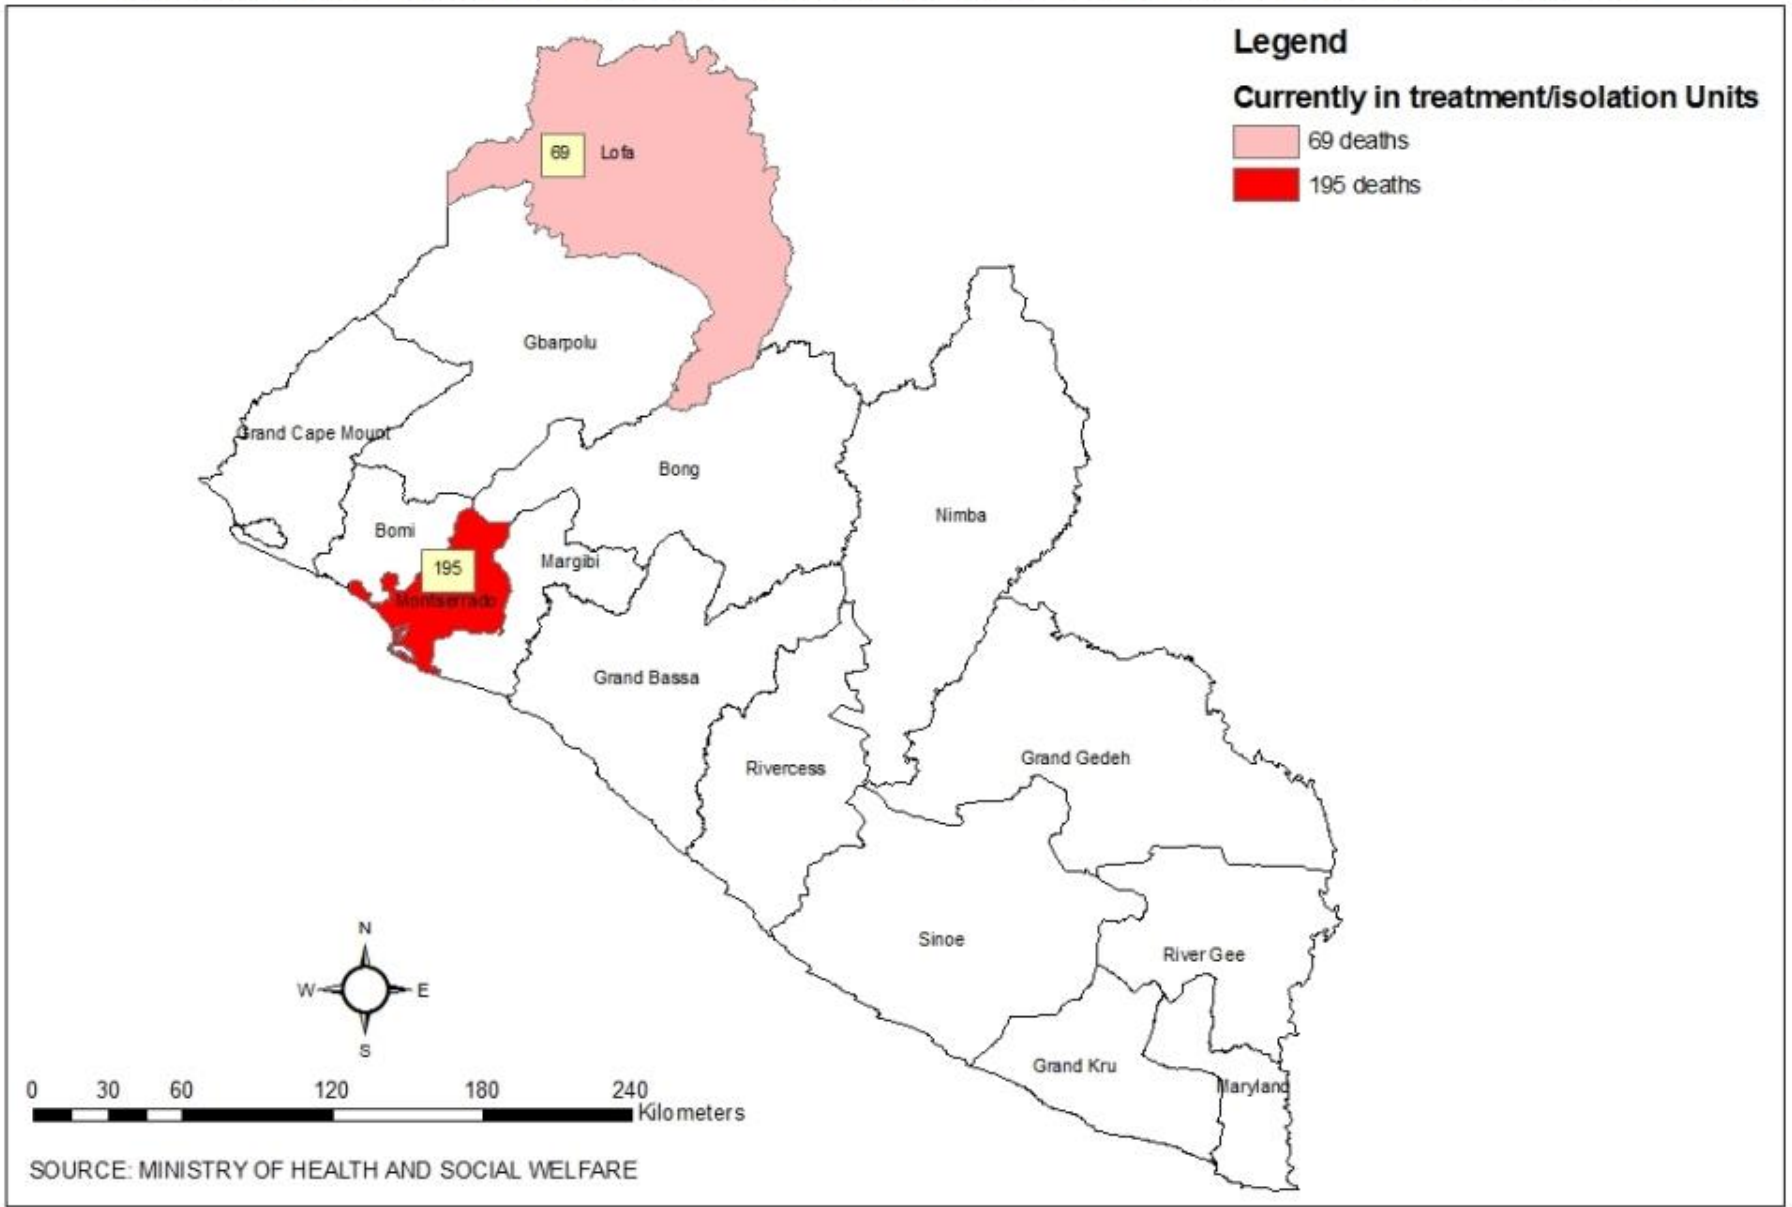 Legend
Currently in treatment/isolation Units
69 deaths
195 deaths
69 Lofa
Gbarpolu
Grand Cape Mount
Bong
Nimba
Bomi
Margibi
195
Montserrado
Grand Bassa
Rivercess
Grand Gedeh
Sinoe
River Gee
Grand Kru
Maryland
N
W E
S
0 30 60 120 180 240
Kilometers
SOURCE: MINISTRY OF HEALTH AND SOCIAL WELFARE